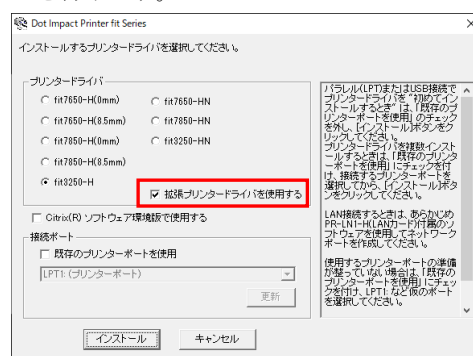 Dot Impact Printer fit Series
インストールするプリンタードライバを選択してください。
プリンタードライバ
fit7650-H(0mm)
fit7650-HN
fit7650-H(8.5mm)
fit7850-HN
fit7850-H(0mm)
fit3250-HN
fit7850-H(8.5mm)
fit3250-H
拡張プリンタードライバを使用する
Citrix(R) ソフトウェア環境版で使用する
接続ポート
既存のプリンターポートを使用
LPT1: (プリンターポート)
更新
インストール
キャンセル
パラレル(LPT)またはUSB接続で
プリンタードライバを"初めてイン
ストールするとき"は、「既存のプ
リンターポートを使用」のチェック
を外し、[インストール]ボタンをク
リックしてください。
プリンタードライバを複数インスト
ールするときは、「既存のプリンタ
ーポートを使用」にチェックを付
け、接続するプリンターポートを
選択してから、[インストール]ボタ
ンをクリックしてください。
LAN接続するときは、あらかじめ
PR-LN1-H(LANカード)付属のソ
フトウェアを使用してネットワーク
ポートを作成してください。
使用するプリンターポートの準備
が整っていない場合は、「既存の
プリンターポートを使用」にチェッ
クを付け、LPT1: など仮のポート
を選択してください。